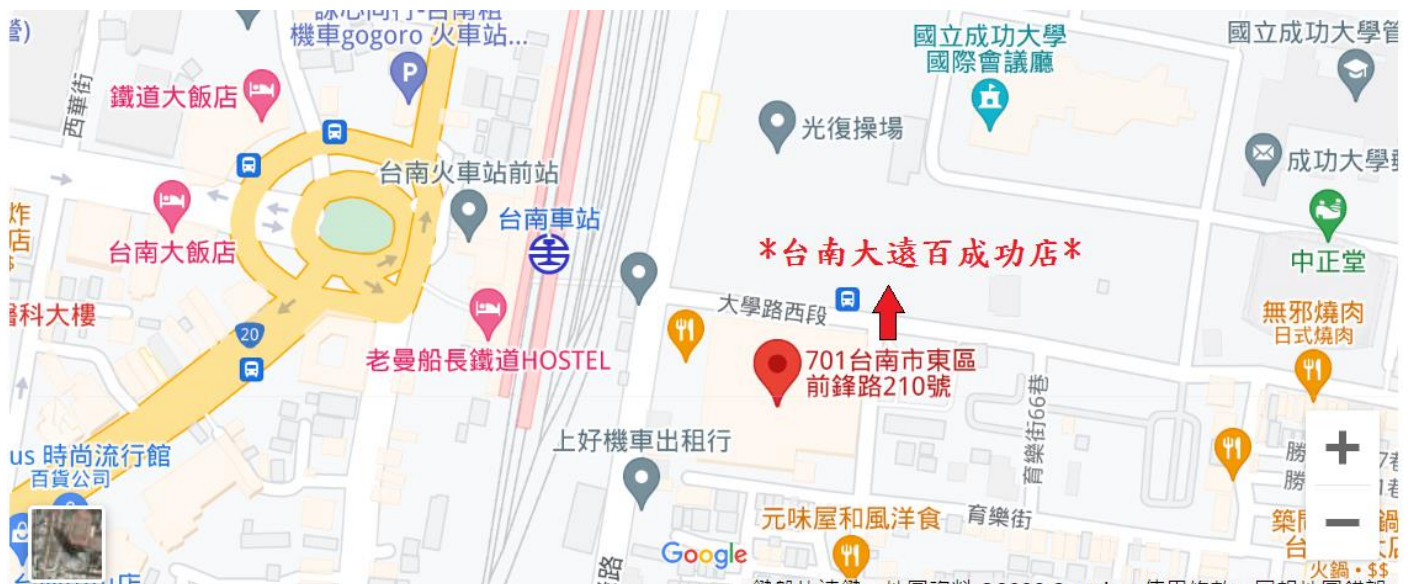 機車gogoro 火車站...
國立成功大學
國際會議廳
國立成功大學管
鐵道大飯店
西華街
P
光復操場
成功大學郵
台南火車站前站
台南車站
台南大飯店
*台南大遠百成功店*
中正堂
大學路西段
無邪燒肉
日式燒肉
醫科大樓
20
老曼船長鐵道HOSTEL
701台南市東區
前鋒路210號
育樂街66巷
上好機車出租行
us 時尚流行館
百貨公司
元味屋和風洋食
育樂街
Google
火鍋・$$